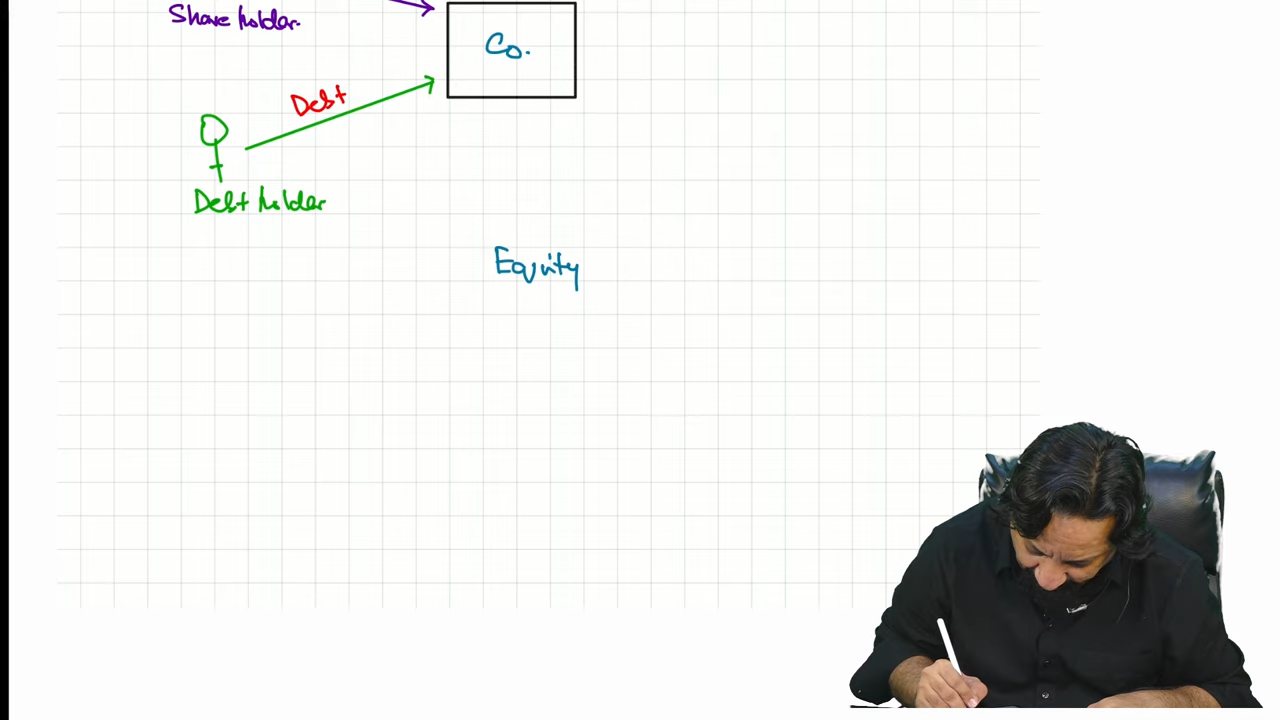 Share holder.
Co.
Debt
Debt holder
Equity